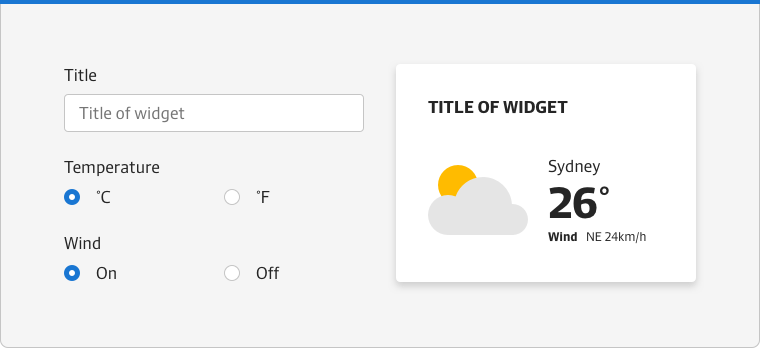 Title
Title of widget
Temperature
°C
°F
Wind
On
Off
TITLE OF WIDGET
Sydney
26°
Wind NE 24km/h